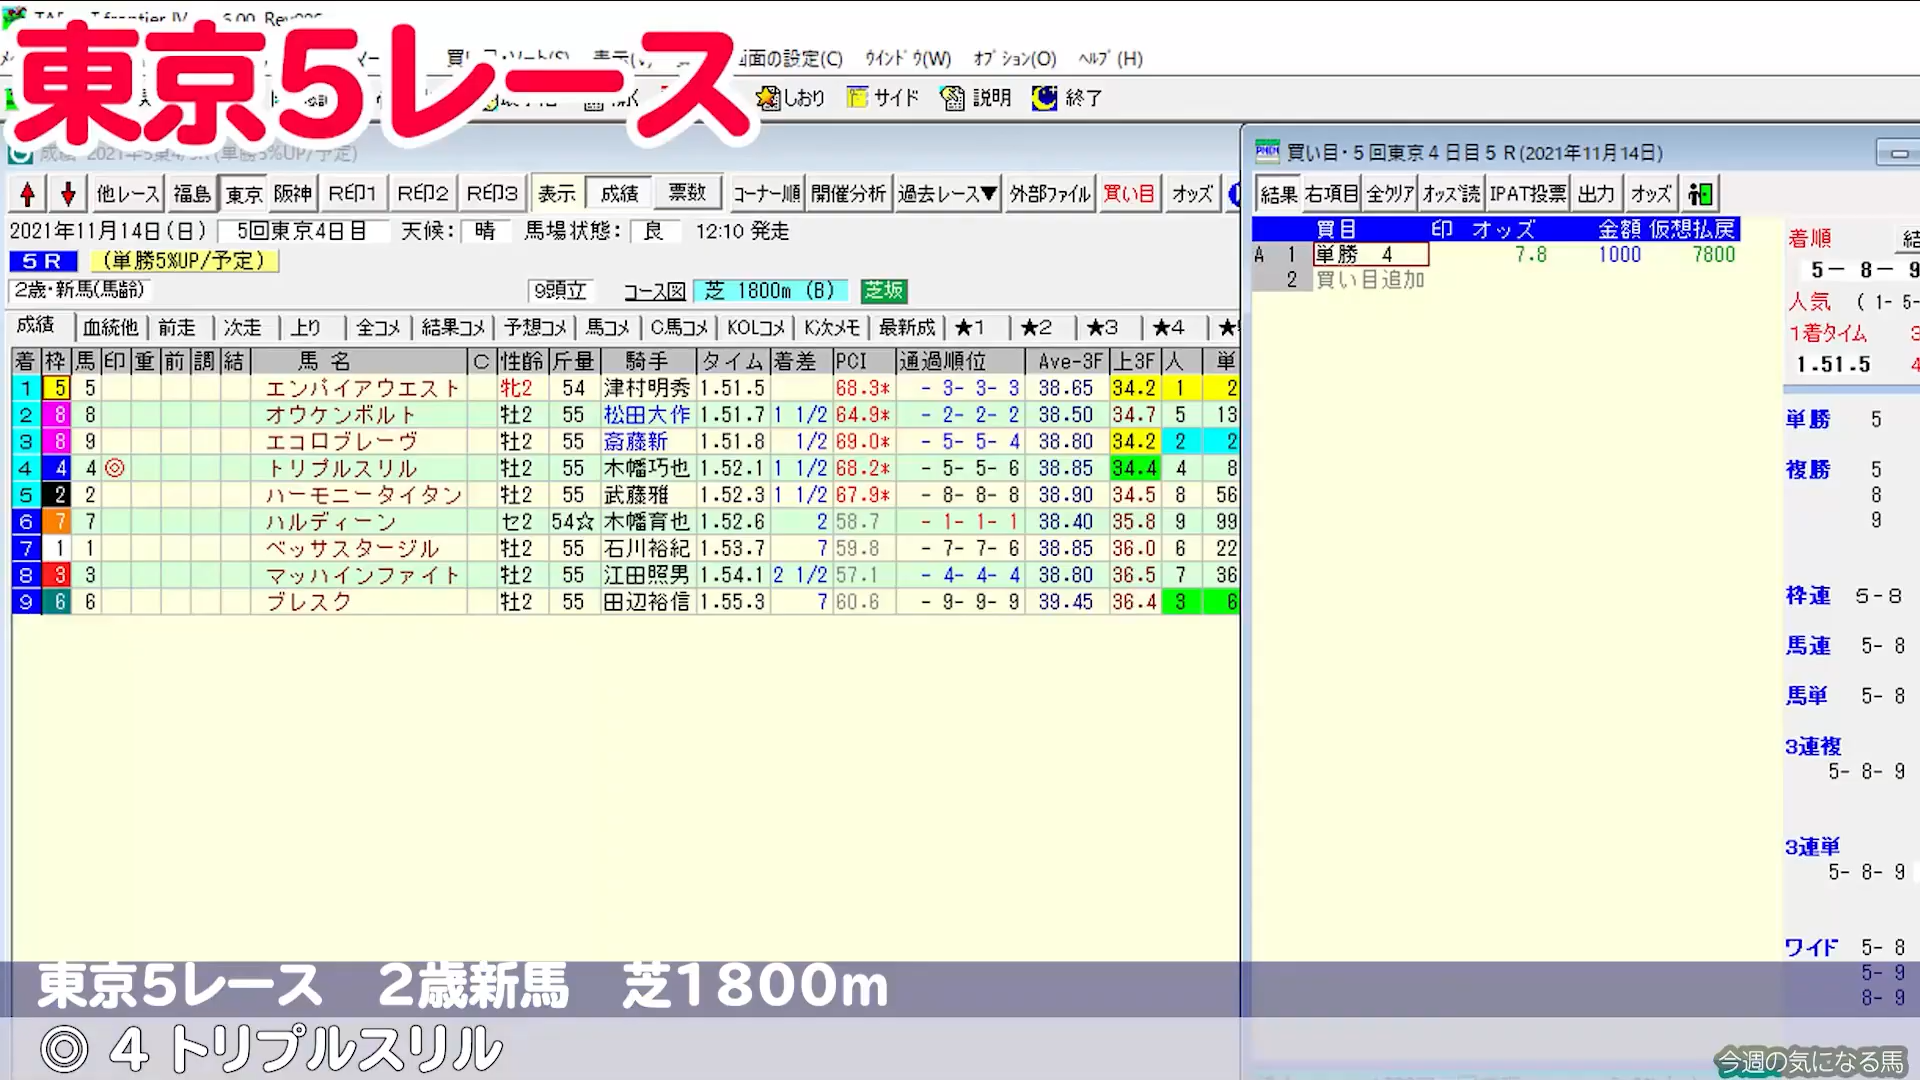 東京5レース
画面の設定(C) ウインドウ(W) オプション(O) ヘルプ(H)
しおり サイド 説明 終了
他レース 福島 東京 阪神 R印1 R印2 R印3 表示 成績 票数 コーナー順 開催分析 過去レース▼ 外部ファイル 買い目 オッズ
2021年11月14日(日) 5回東京4日目 天候: 晴 馬場状態: 良 12:10 発走
5R (単勝5%UP/予定)
2歳・新馬(馬齢) 9頭立 コース図 芝 1800m (B) 芝坂
成績 血統他 前走 次走 上り 全コメ 結果コメ 予想コメ 馬コメ C馬コメ KOLコメ K次メモ 最新成 ★1 ★2 ★3 ★4
着 枠 馬 印 重 前 調 結 馬名 C 性齢 斤量 騎手 タイム 着差 PCI 通過順位 Ave-3F 上3F 人 単
1 5 5 エンパイアウエスト 牝2 54 津村明秀 1.51.5 68.3* - 3- 3- 3 38.65 34.2 1 2
2 8 8 オウケンボルト 牡2 55 松田大作 1.51.7 1 1/2 64.9* - 2- 2- 2 38.50 34.7 5 13
3 8 9 エコロブレーヴ 牡2 55 斎藤新 1.51.8 1/2 69.0* - 5- 5- 4 38.80 34.2 2 2
4 4 4 ◎ トリプルスリル 牡2 55 木幡巧也 1.52.1 1 1/2 68.2* - 5- 5- 6 38.85 34.4 4 8
5 2 2 ハーモニータイタン 牡2 55 武藤雅 1.52.3 1 1/2 67.9* - 8- 8- 8 38.90 34.5 8 56
6 7 7 ハルディーン セ2 54☆ 木幡育也 1.52.6 2 58.7 - 1- 1- 1 38.40 35.8 9 99
7 1 1 ベッサスタージル 牡2 55 石川裕紀 1.53.7 7 59.8 - 7- 7- 6 38.85 36.0 6 22
8 3 3 マッハインファイト 牡2 55 江田照男 1.54.1 2 1/2 57.1 - 4- 4- 4 38.80 36.5 7 36
9 6 6 ブレスク 牡2 55 田辺裕信 1.55.3 7 60.6 - 9- 9- 9 39.45 36.4 3 6
買い目・5回東京4日目5R(2021年11月14日)
結果 右項目 全クリア オッズ読 IPAT投票 出力 オッズ
買目 印 オッズ 金額 仮想払戻
A 1 単勝 4 7.8 1000 7800
2 買い目追加
着順 結
5- 8- 9
人気 ( 1- 5-
1着タイム 3
1.51.5 4
単勝 5
複勝 5
8
9
枠連 5-8
馬連 5- 8
馬単 5- 8
3連複
5- 8- 9
3連単
5- 8- 9
ワイド 5- 8
5- 9
8- 9
東京5レース 2歳新馬 芝1800m
◎ 4 トリプルスリル
今週の気になる馬